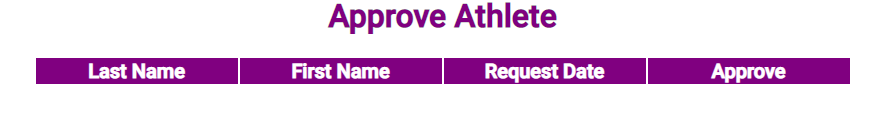 Approve Athlete
Last Name First Name Request Date Approve